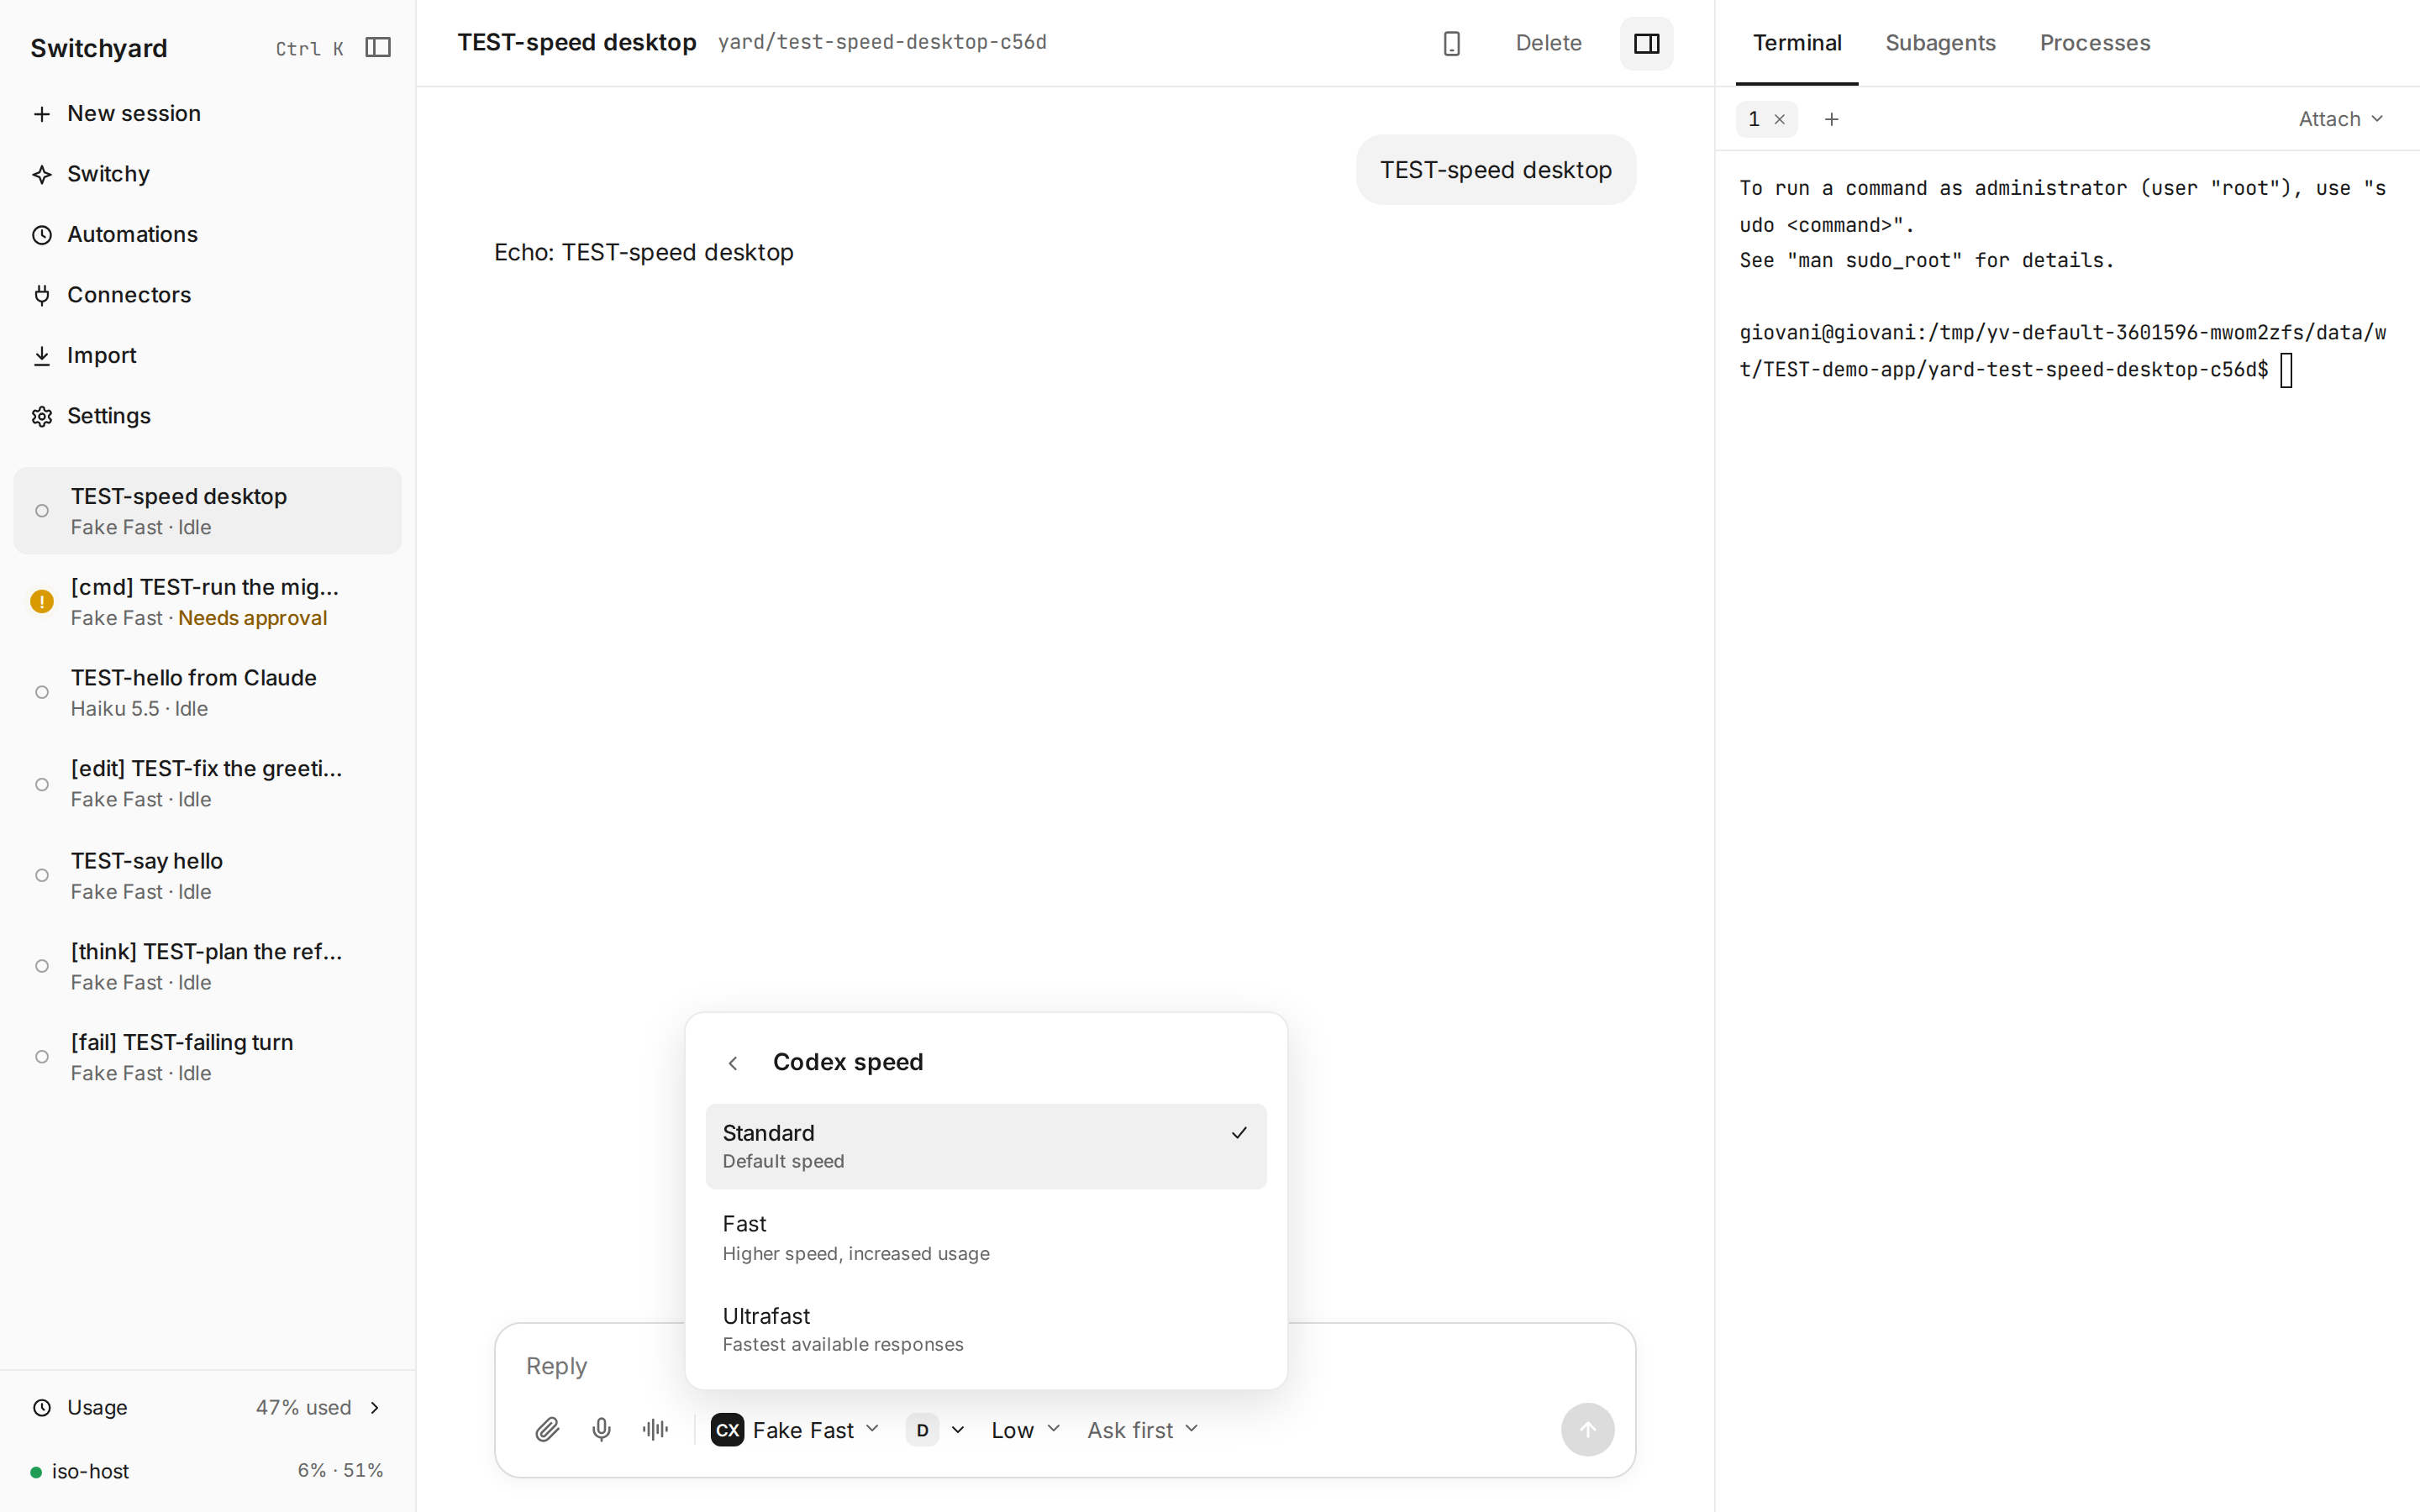 Switchyard
Ctrl K
New session
Switchy
Automations
Connectors
Import
Settings
TEST-speed desktop
Fake Fast · Idle
[cmd] TEST-run the mig...
Fake Fast · Needs approval
TEST-hello from Claude
Haiku 5.5 · Idle
[edit] TEST-fix the greeti...
Fake Fast · Idle
TEST-say hello
Fake Fast · Idle
[think] TEST-plan the ref...
Fake Fast · Idle
[fail] TEST-failing turn
Fake Fast · Idle
Usage 47% used
iso-host 6% · 51%
TEST-speed desktop yard/test-speed-desktop-c56d
Delete
TEST-speed desktop
Echo: TEST-speed desktop
Codex speed
Standard
Default speed
Fast
Higher speed, increased usage
Ultrafast
Fastest available responses
Reply
CX Fake Fast D Low Ask first
Terminal Subagents Processes
1 Attach
To run a command as administrator (user "root"), use "s
udo <command>".
See "man sudo_root" for details.
giovani@giovani:/tmp/yv-default-3601596-mwom2zfs/data/w
t/TEST-demo-app/yard-test-speed-desktop-c56d$